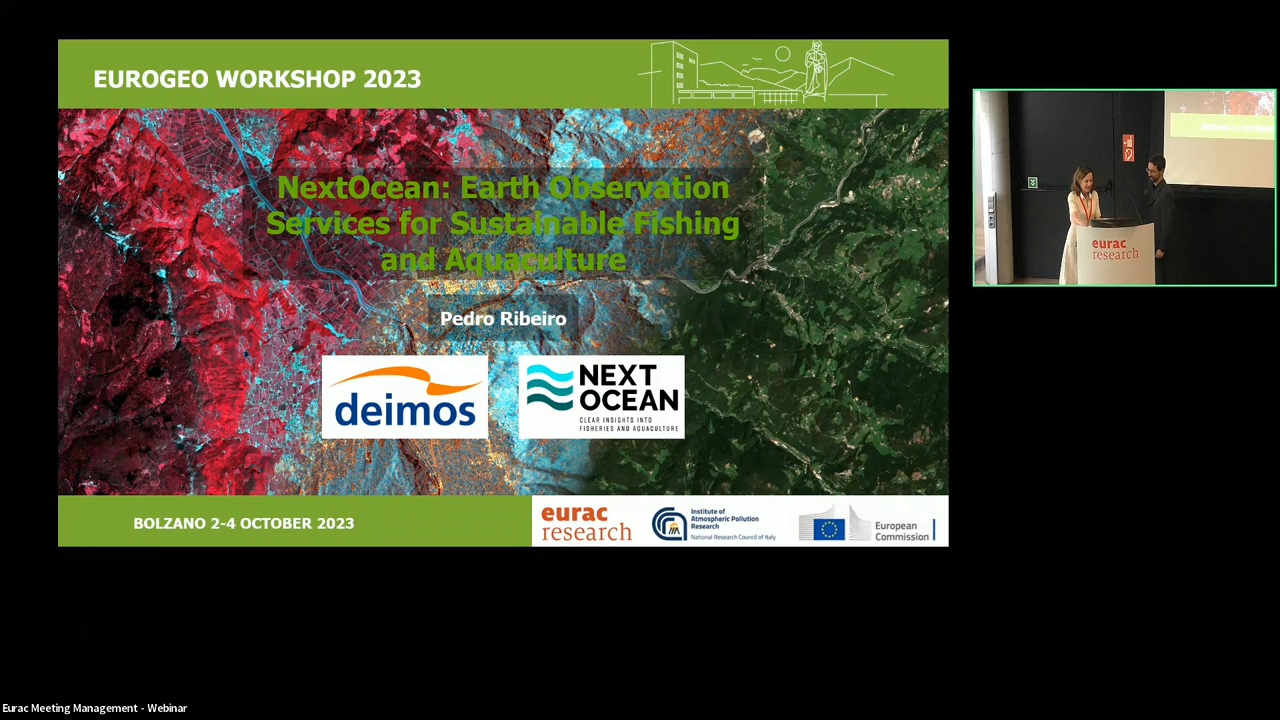 EUROGEO WORKSHOP 2023
NextOcean: Earth Observation
Services for Sustainable Fishing
and Aquaculture
Pedro Ribeiro
deimos
NEXT
OCEAN
CLEAR INSIGHTS INTO
FISHERIES AND AQUACULTURE
BOLZANO 2-4 OCTOBER 2023
eurac
research
Institute of
Atmospheric Pollution
Research
National Research Council of Italy
European
Commission
eurac
research
Eurac Meeting Management - Webinar